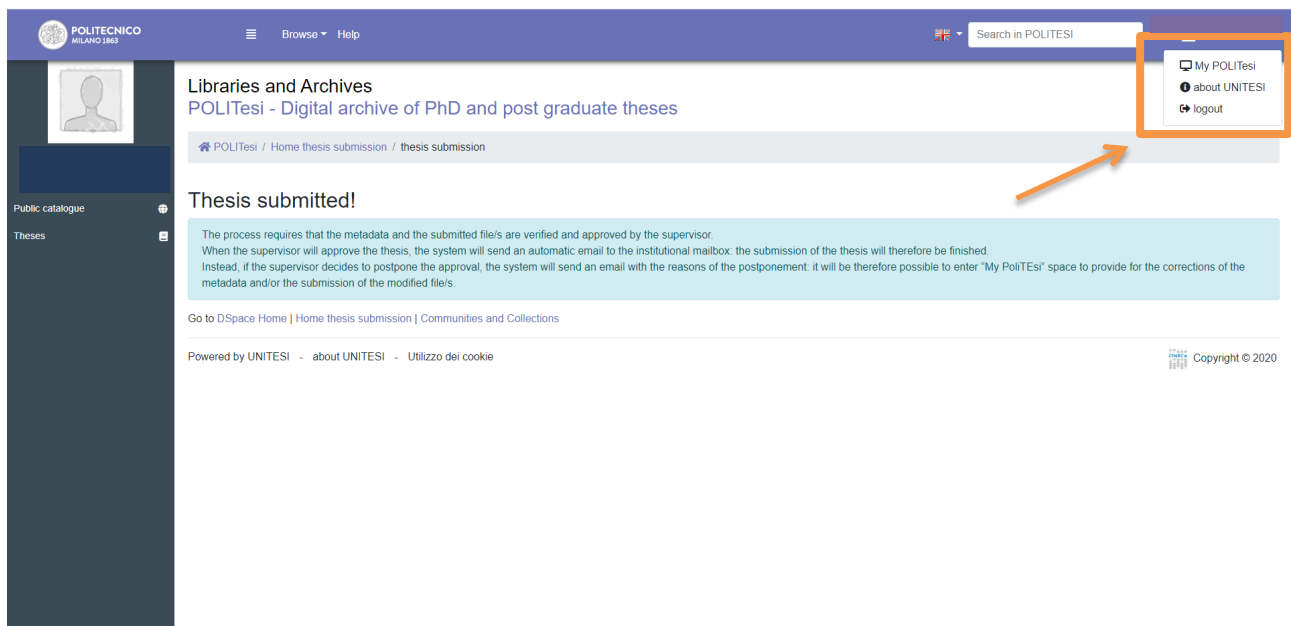 POLITECNICO
MILANO 1863
Browse Help
Search in POLITESI
My POLITesi
about UNITESI
logout
Libraries and Archives
POLITesi - Digital archive of PhD and post graduate theses
POLITesi / Home thesis submission / thesis submission
Public catalogue
Theses
Thesis submitted!
The process requires that the metadata and the submitted file/s are verified and approved by the supervisor.
When the supervisor will approve the thesis, the system will send an automatic email to the institutional mailbox: the submission of the thesis will therefore be finished.
Instead, if the supervisor decides to postpone the approval, the system will send an email with the reasons of the postponement: it will be therefore possible to enter "My PoliTEsi" space to provide for the corrections of the
metadata and/or the submission of the modified file/s.
Go to DSpace Home | Home thesis submission | Communities and Collections
Powered by UNITESI - about UNITESI - Utilizzo dei cookie
CINECA Copyright © 2020